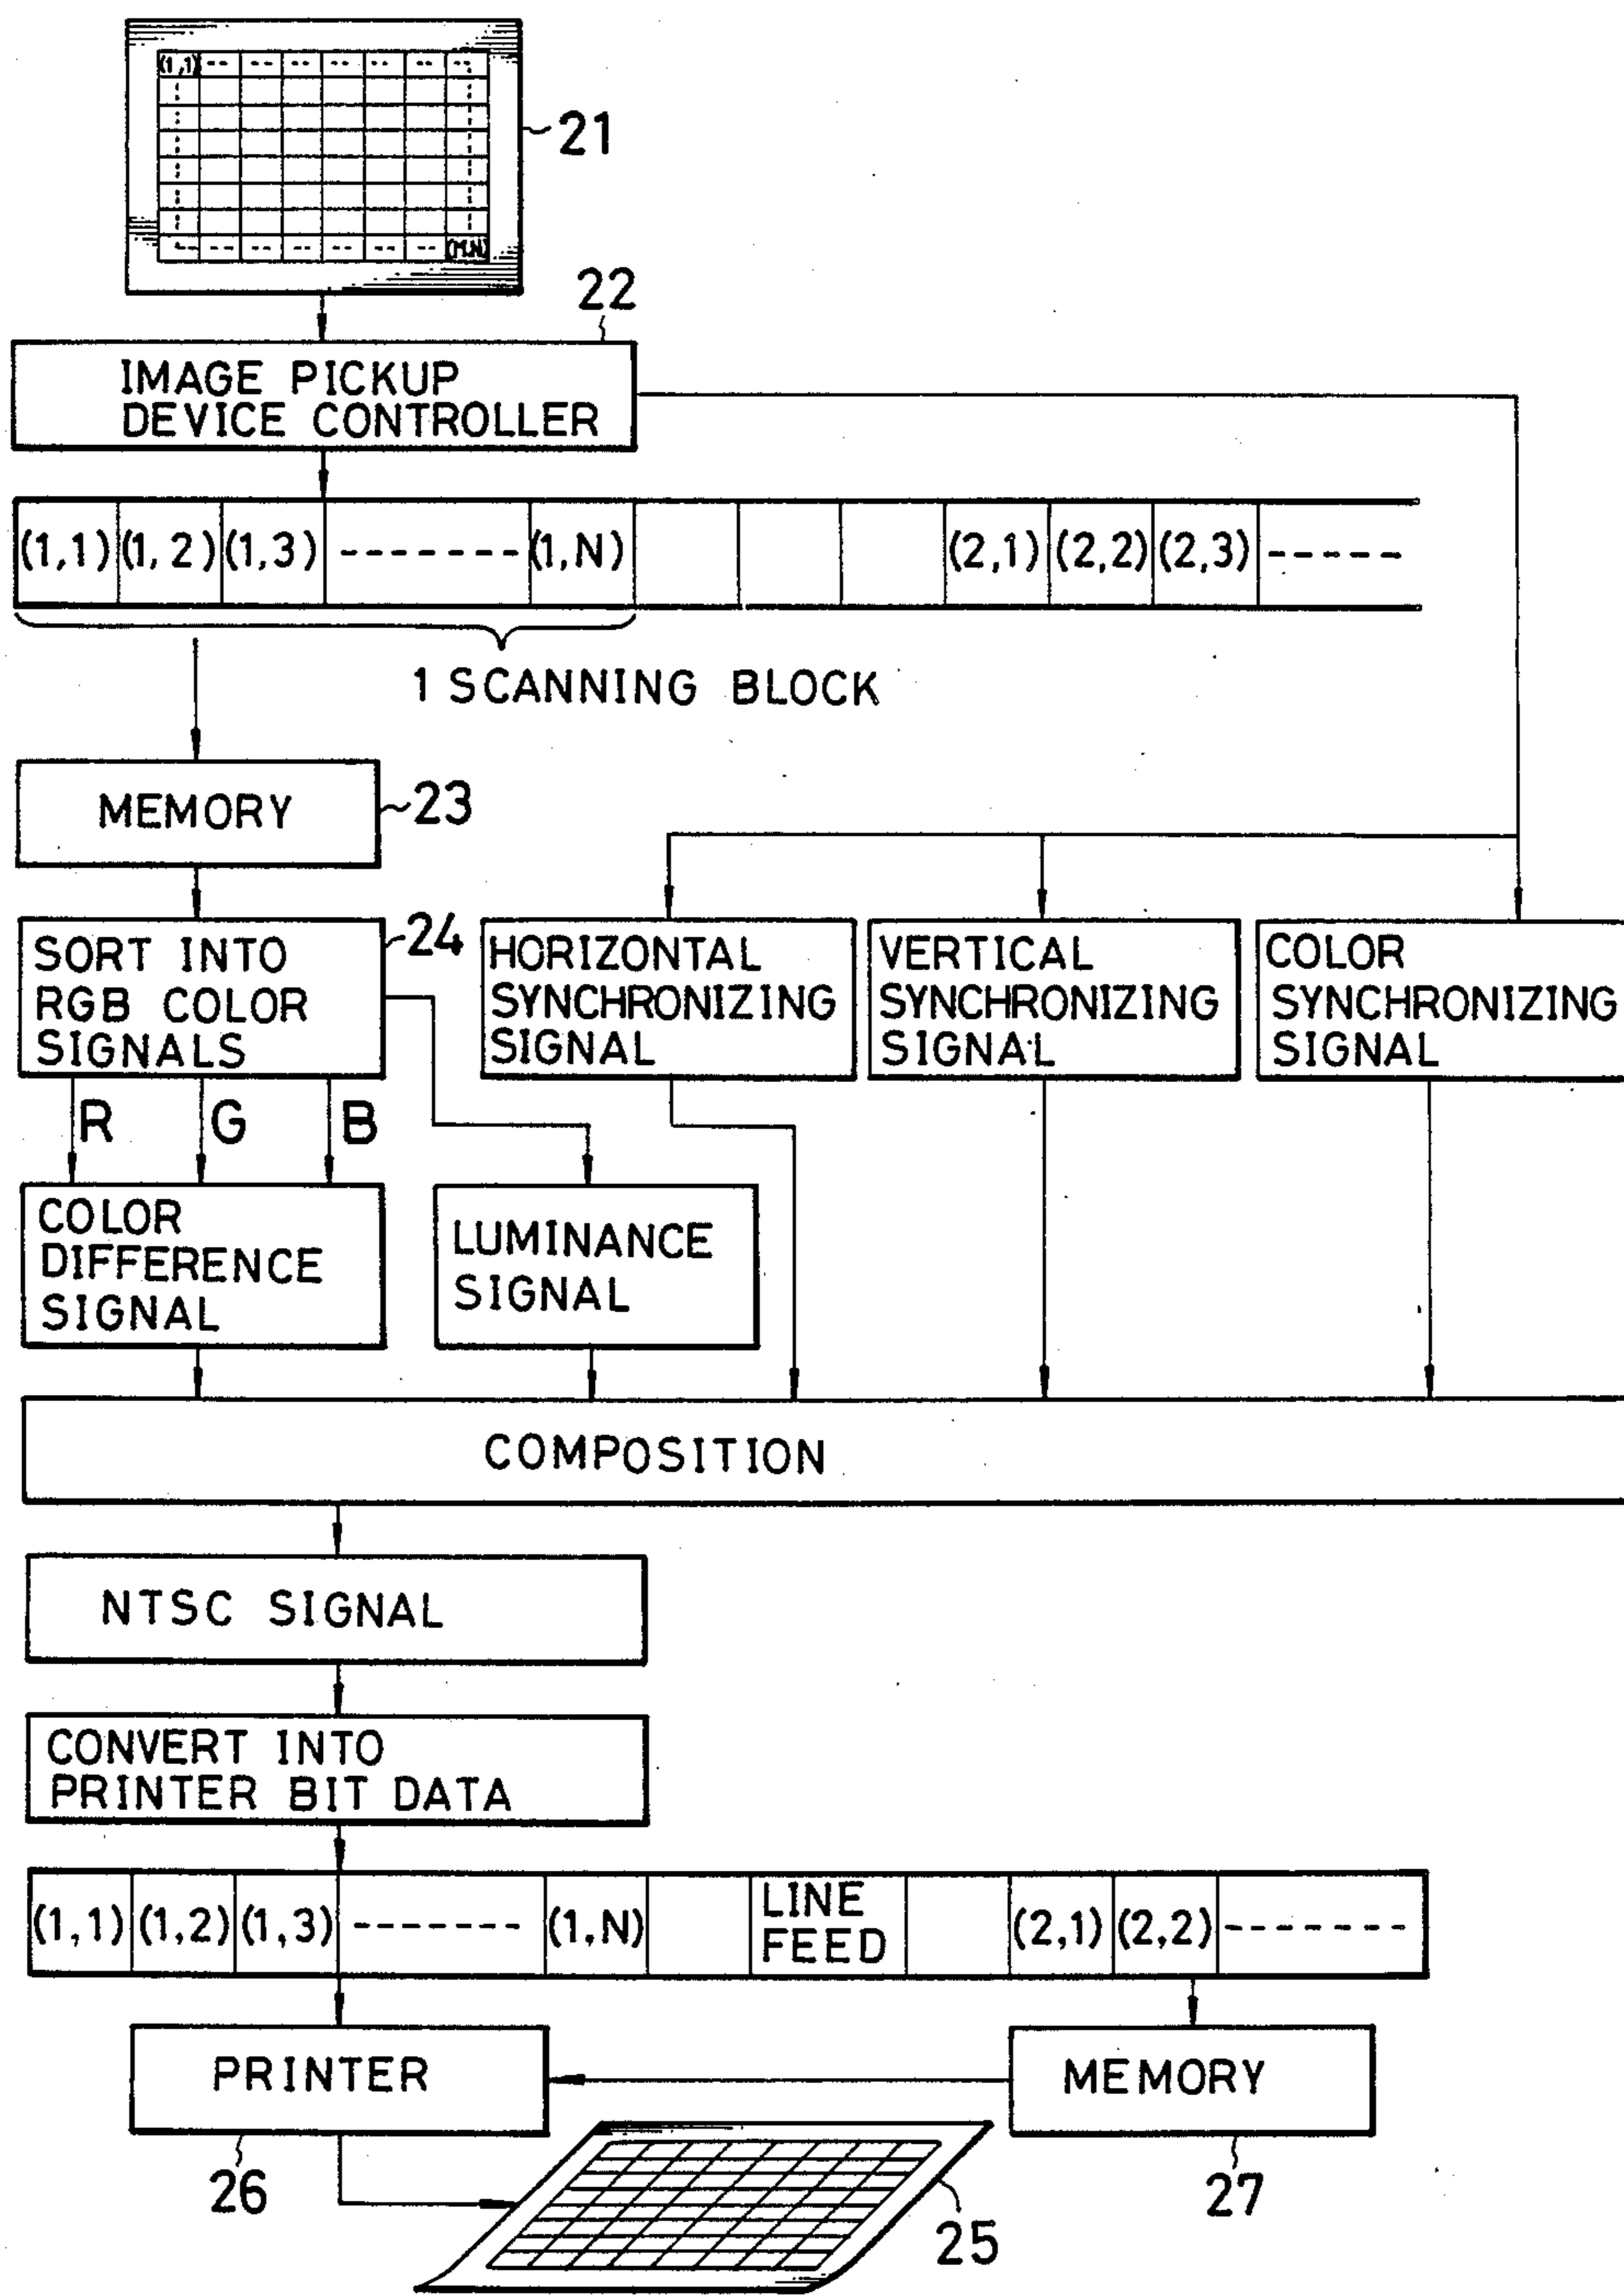 (1,1) -- -- -- -- -- -- --
-- -- -- -- -- -- (M,N)
21
22
IMAGE PICKUP
DEVICE CONTROLLER
(1,1) (1,2) (1,3) ------- (1,N) (2,1) (2,2) (2,3) -----
1 SCANNING BLOCK
MEMORY
23
SORT INTO
RGB COLOR
SIGNALS
24
HORIZONTAL
SYNCHRONIZING
SIGNAL
VERTICAL
SYNCHRONIZING
SIGNAL
COLOR
SYNCHRONIZING
SIGNAL
R G B
COLOR
DIFFERENCE
SIGNAL
LUMINANCE
SIGNAL
COMPOSITION
NTSC SIGNAL
CONVERT INTO
PRINTER BIT DATA
(1,1) (1,2) (1,3) ------- (1,N) LINE
FEED (2,1) (2,2) -------
PRINTER
MEMORY
26
27
25